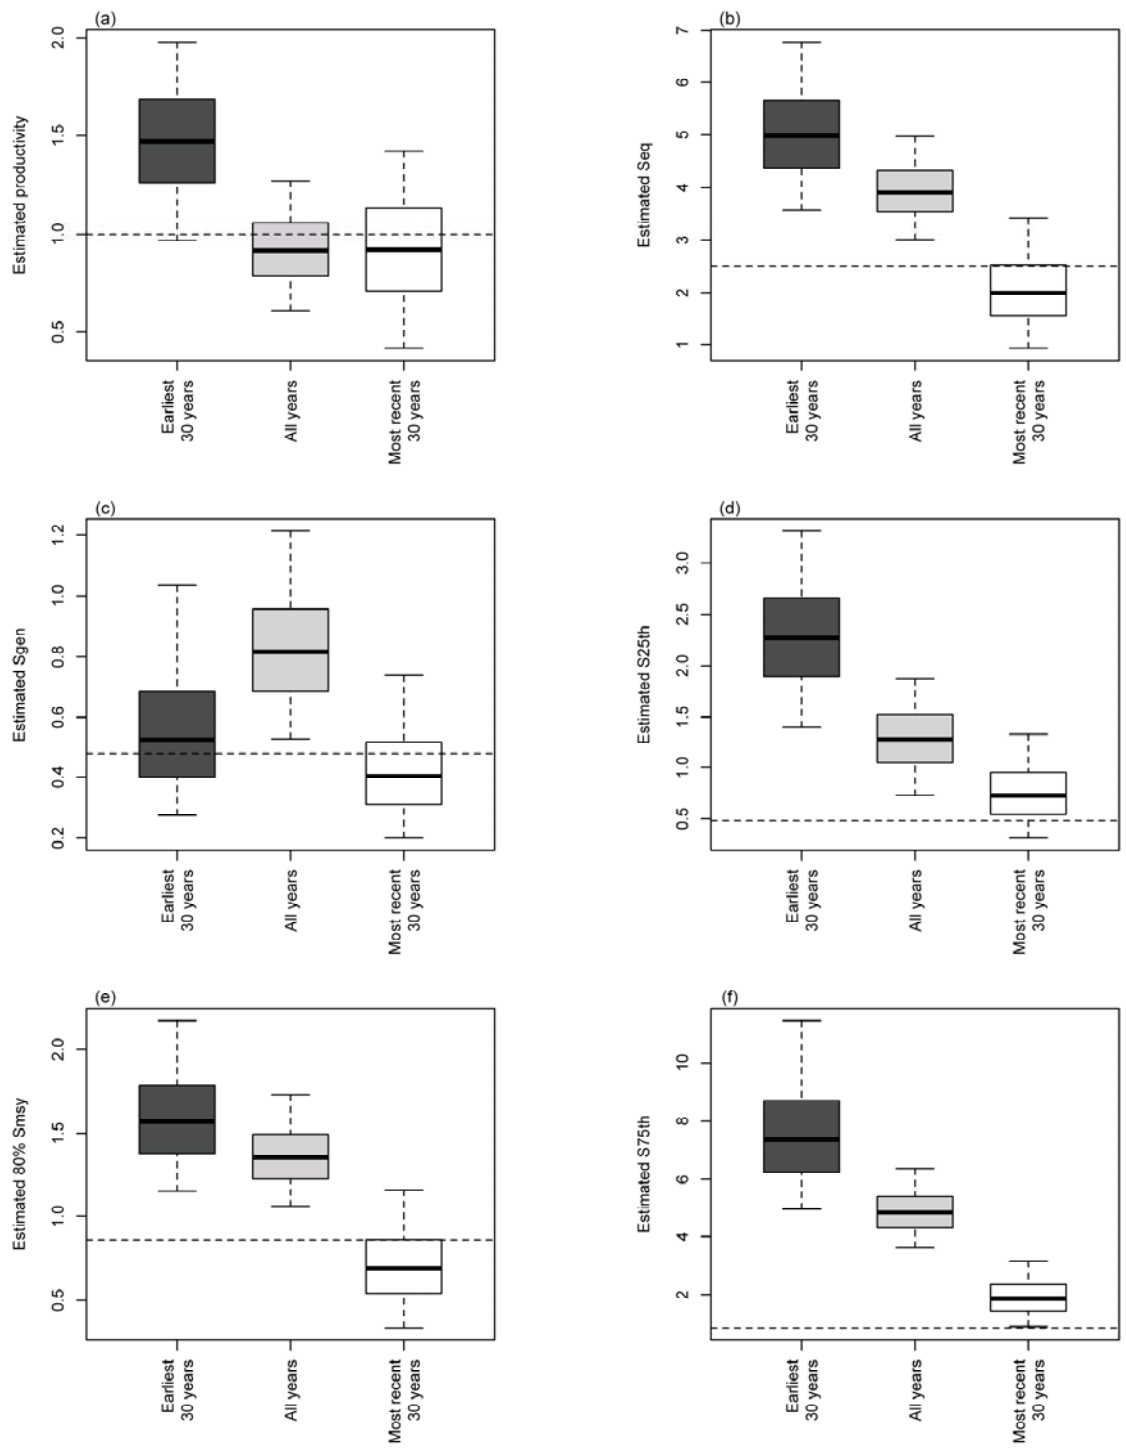 (a)
Estimated productivity
2.0
1.5
1.0
0.5
Earliest
30 years
All years
Most recent
30 years
(b)
Estimated Seq
7
6
5
4
3
2
1
Earliest
30 years
All years
Most recent
30 years
(c)
Estimated Sgen
1.2
1.0
0.8
0.6
0.4
0.2
Earliest
30 years
All years
Most recent
30 years
(d)
Estimated S25th
3.0
2.5
2.0
1.5
1.0
0.5
Earliest
30 years
All years
Most recent
30 years
(e)
Estimated 80% Smsy
2.0
1.5
1.0
0.5
Earliest
30 years
All years
Most recent
30 years
(f)
Estimated S75th
10
8
6
4
2
Earliest
30 years
All years
Most recent
30 years